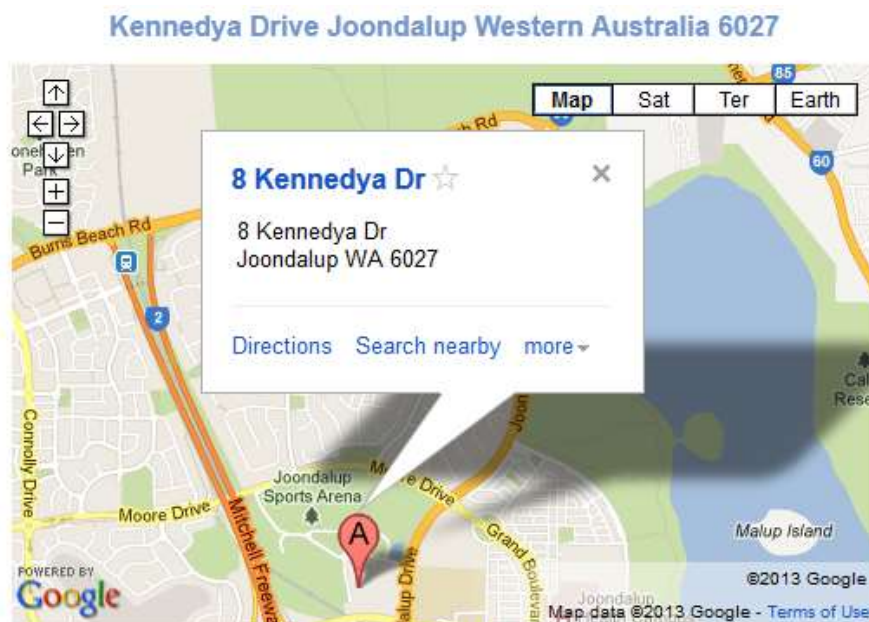 Kennedya Drive Joondalup Western Australia 6027
85
Map Sat Ter Earth
60
Burns Beach Rd
8 Kennedya Dr
8 Kennedya Dr
Joondalup WA 6027
Directions Search nearby more
2
Connolly Drive
Joondalup
Sports Arena
Moore Drive
Moore Drive
Mitchell Freeway
A
Grand Boulevard
Malup Island
POWERED BY
Google
©2013 Google
Joondalup
Map data ©2013 Google - Terms of Use